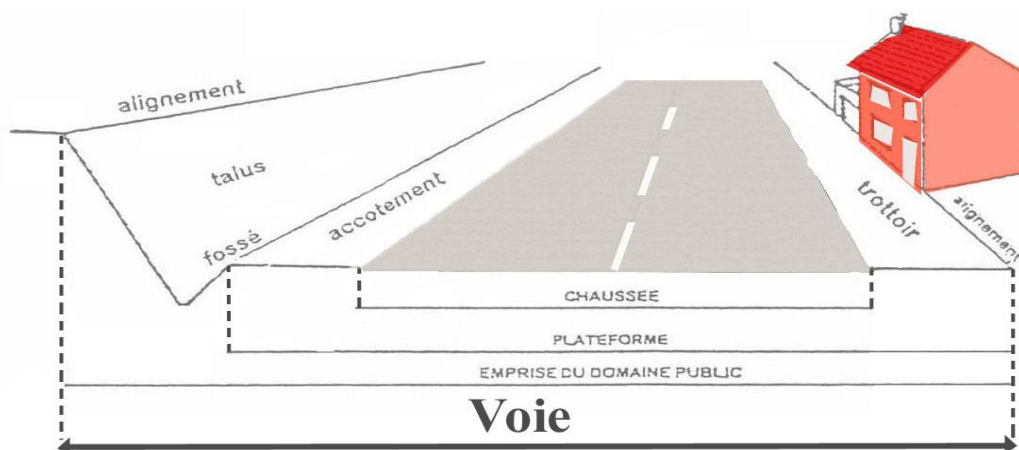 alignement
talus
fossé
accotement
trottoir
alignement
CHAUSSEE
PLATEFORME
EMPRISE DU DOMAINE PUBLIC
Voie